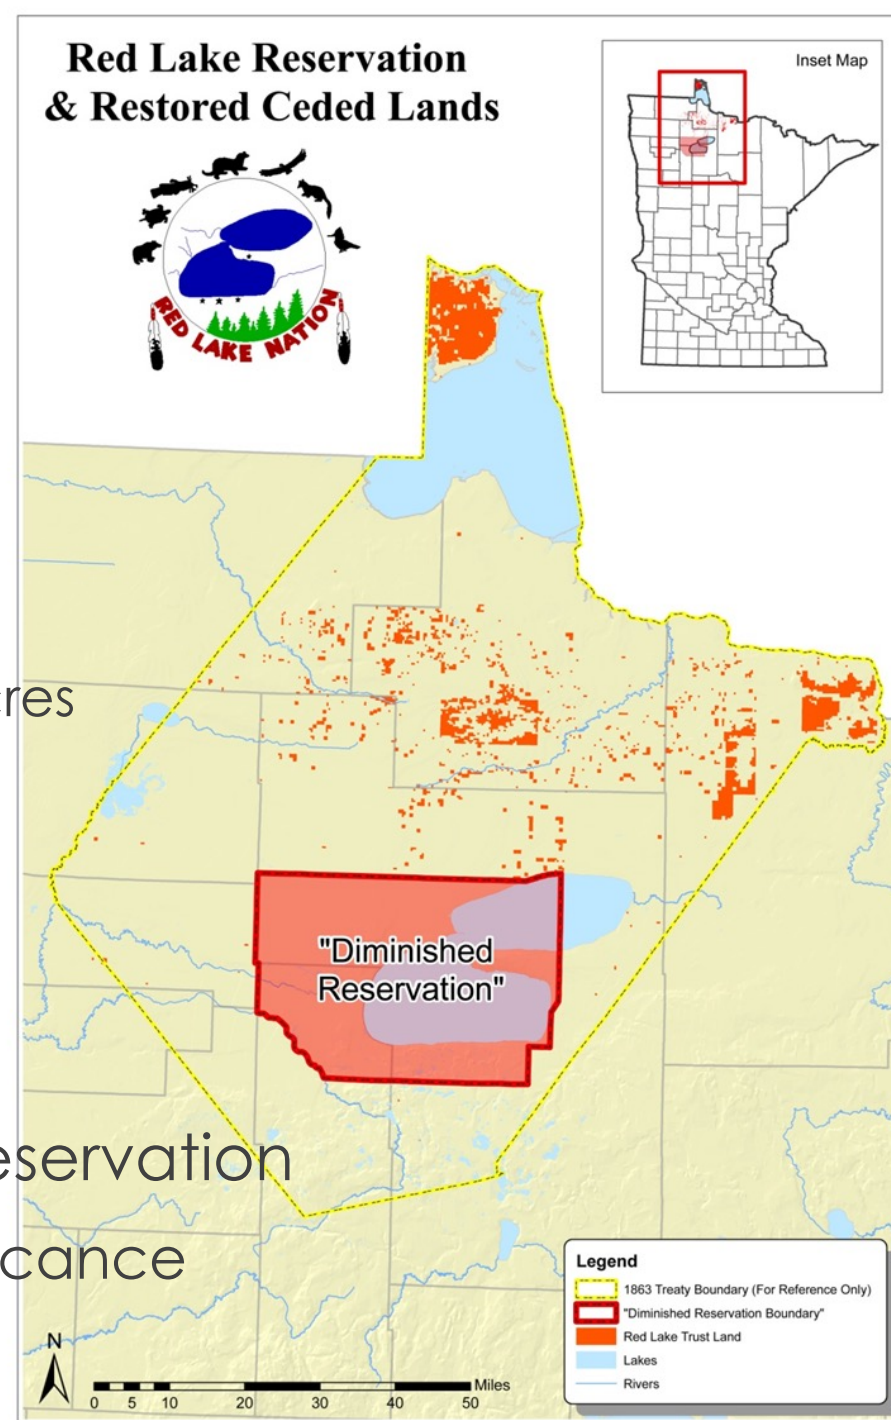 Red Lake Reservation
& Restored Ceded Lands
Inset Map
RED LAKE NATION
cres
"Diminished
Reservation"
eservation
cance
Legend
1863 Treaty Boundary (For Reference Only)
"Diminished Reservation Boundary"
Red Lake Trust Land
Lakes
Rivers
N
Miles
0 5 10 20 30 40 50